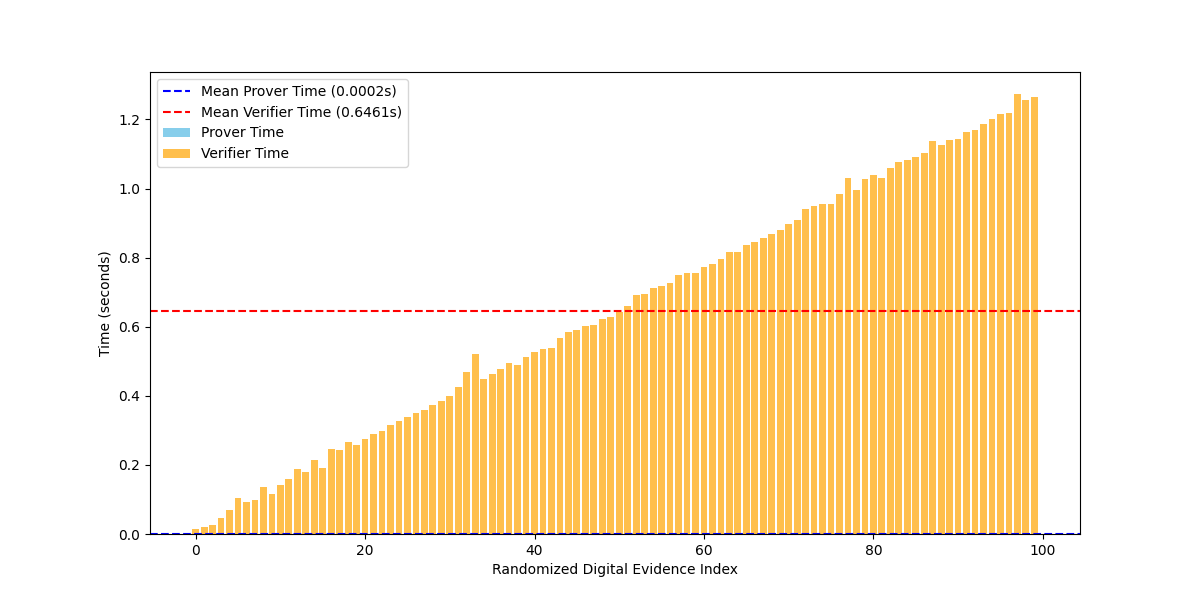 Mean Prover Time (0.0002s)
Mean Verifier Time (0.6461s)
Prover Time
Verifier Time
Time (seconds)
1.2
1.0
0.8
0.6
0.4
0.2
0.0
0 20 40 60 80 100
Randomized Digital Evidence Index